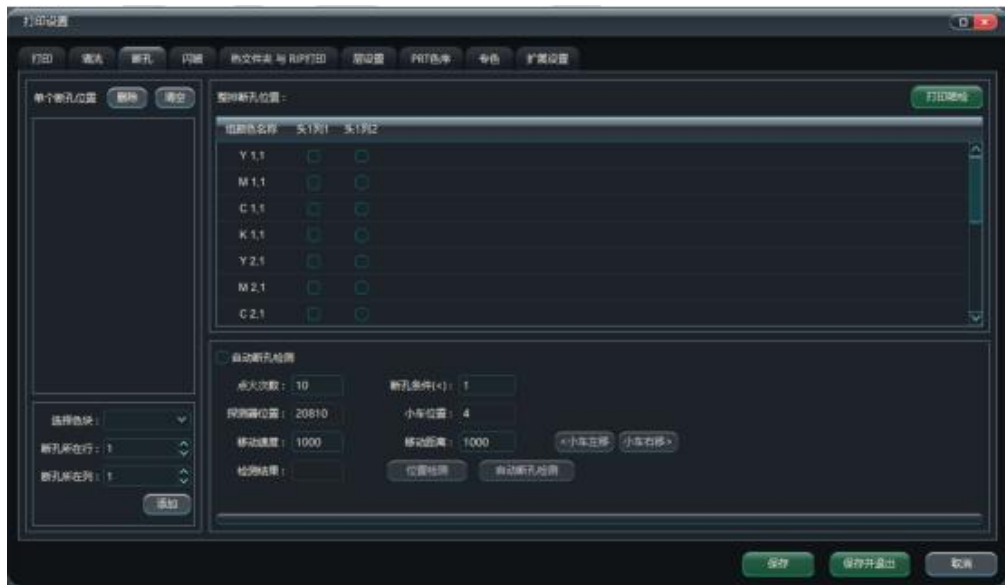 打印设置
打印 清洗 断孔 闪喷 热文件夹 与 RIP打印 层设置 PRT色序 专色 扩展设置
单个断孔位置 删除 清空
整排断孔位置：
打印喷检
组颜色名称 头1列1 头1列2
Y 1,1
M 1,1
C 1,1
K 1,1
Y 2,1
M 2,1
C 2,1
自动断孔检测
点火次数： 10 断孔条件(<)： 1
探测器位置： 20810 小车位置： 4
移动速度： 1000 移动距离： 1000 <小车左移 小车右移>
检测结果： 位置检测 自动断孔检测
选择色块：
断孔所在行： 1
断孔所在列： 1
添加
保存 保存并退出 取消